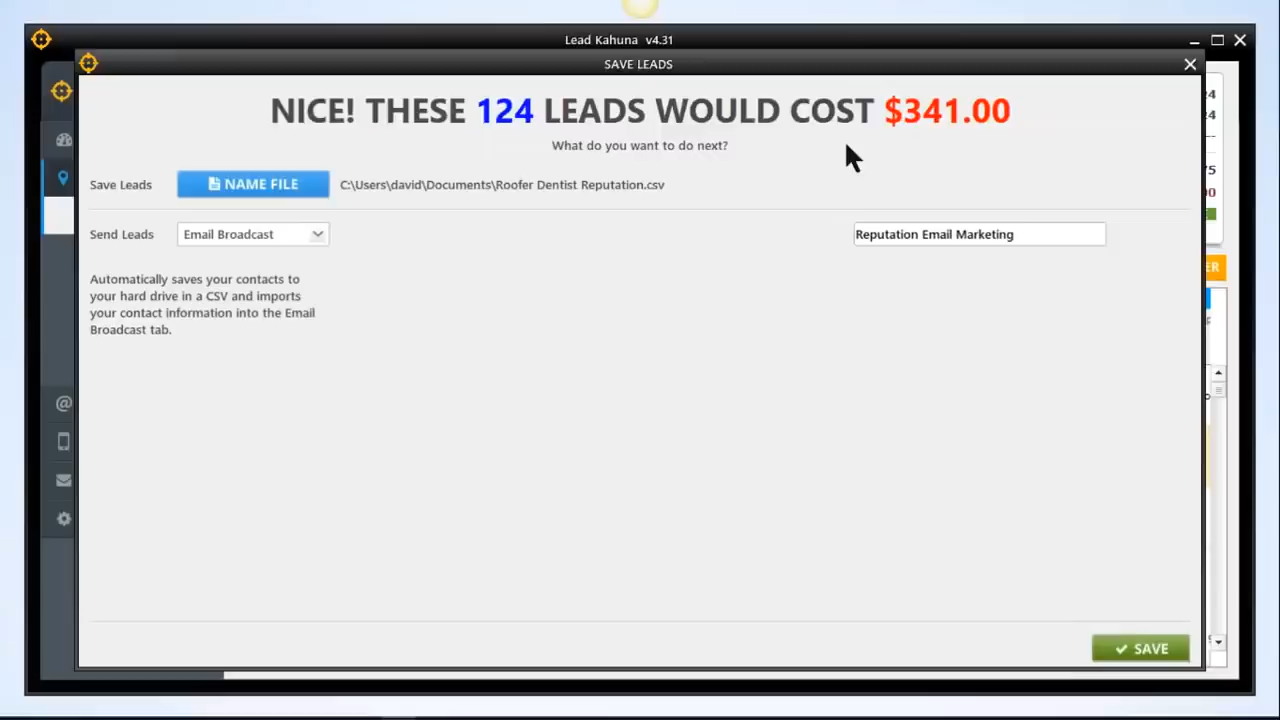 Lead Kahuna v4.31
SAVE LEADS
NICE! THESE 124 LEADS WOULD COST $341.00
What do you want to do next?
Save Leads NAME FILE C:\Users\david\Documents\Roofer Dentist Reputation.csv
Send Leads Email Broadcast Reputation Email Marketing
Automatically saves your contacts to
your hard drive in a CSV and imports
your contact information into the Email
Broadcast tab.
SAVE